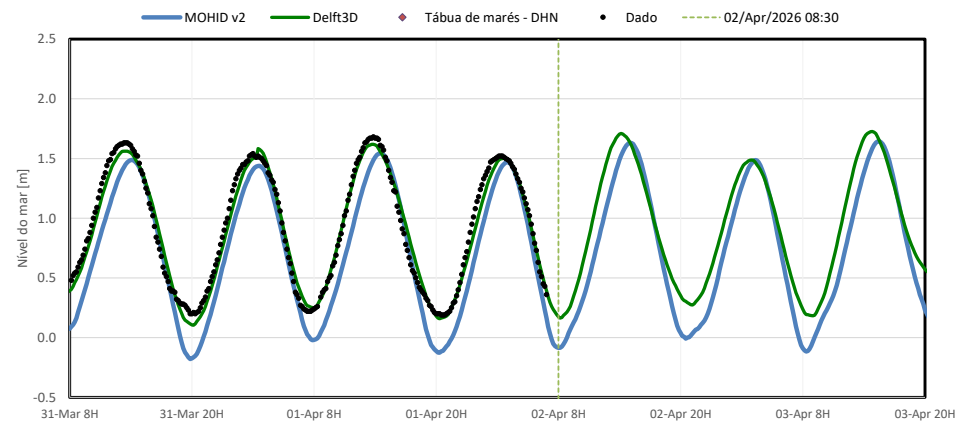 MOHID v2 Delft3D Tábua de marés - DHN Dado 02/Apr/2026 08:30
2.5
2.0
1.5
1.0
0.5
0.0
-0.5
Nível do mar [m]
31-Mar 8H 31-Mar 20H 01-Apr 8H 01-Apr 20H 02-Apr 8H 02-Apr 20H 03-Apr 8H 03-Apr 20H